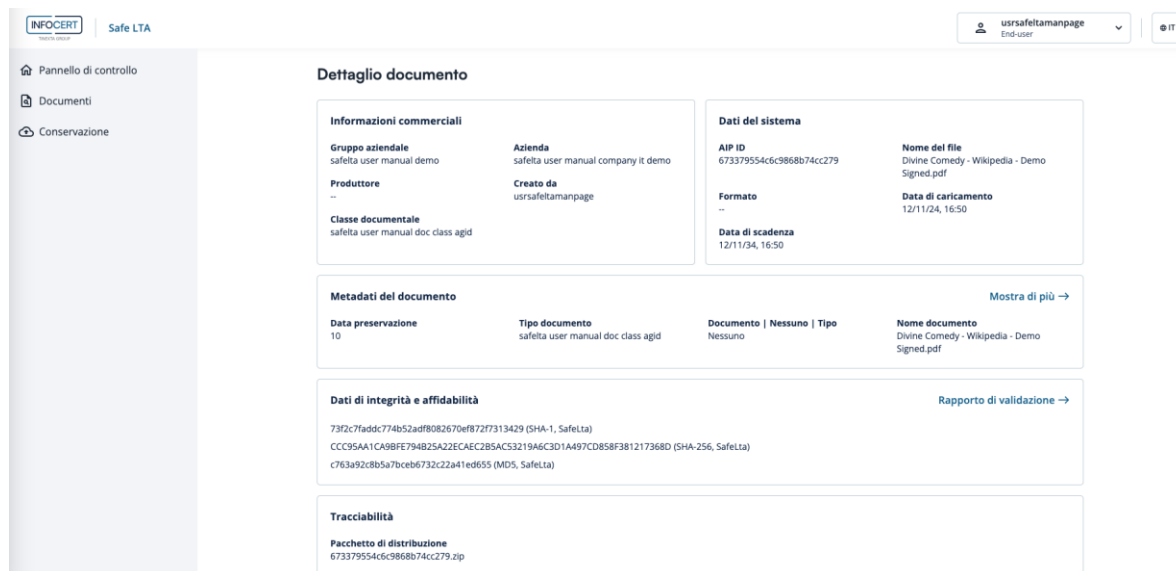 INFOCERT
TINEXTA GROUP
Safe LTA
usrsafeltamanpage
End-user
IT
Pannello di controllo
Documenti
Conservazione
Dettaglio documento
Informazioni commerciali
Gruppo aziendale
safelta user manual demo
Azienda
safelta user manual company it demo
Produttore
--
Creato da
usrsafeltamanpage
Classe documentale
safelta user manual doc class agid
Dati del sistema
AIP ID
673379554c6c9868b74cc279
Nome del file
Divine Comedy - Wikipedia - Demo
Signed.pdf
Formato
--
Data di caricamento
12/11/24, 16:50
Data di scadenza
12/11/34, 16:50
Metadati del documento
Mostra di più →
Data preservazione
10
Tipo documento
safelta user manual doc class agid
Documento | Nessuno | Tipo
Nessuno
Nome documento
Divine Comedy - Wikipedia - Demo
Signed.pdf
Dati di integrità e affidabilità
Rapporto di validazione →
73f2c7faddc774b52adf8082670ef872f7313429 (SHA-1, SafeLta)
CCC95AA1CA9BFE794B25A22ECAEC2B5AC53219A6C3D1A497CD858F381217368D (SHA-256, SafeLta)
c763a92c8b5a7bceb6732c22a41ed655 (MD5, SafeLta)
Tracciabilità
Pacchetto di distribuzione
673379554c6c9868b74cc279.zip